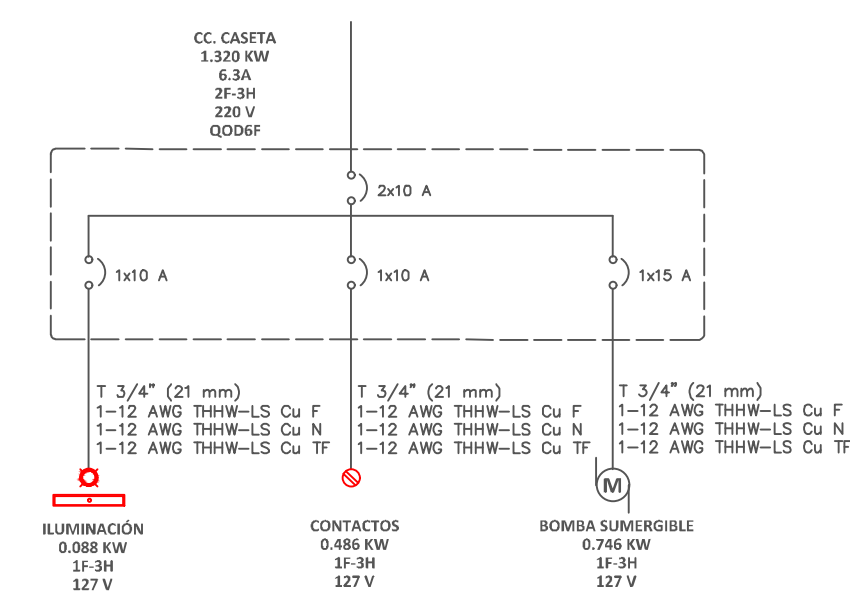 CC. CASETA
1.320 KW
6.3A
2F-3H
220 V
QOD6F
2x10 A
1x10 A
1x10 A
1x15 A
T 3/4" (21 mm)
1-12 AWG THHW-LS Cu F
1-12 AWG THHW-LS Cu N
1-12 AWG THHW-LS Cu TF
T 3/4" (21 mm)
1-12 AWG THHW-LS Cu F
1-12 AWG THHW-LS Cu N
1-12 AWG THHW-LS Cu TF
T 3/4" (21 mm)
1-12 AWG THHW-LS Cu F
1-12 AWG THHW-LS Cu N
1-12 AWG THHW-LS Cu TF
M
ILUMINACIÓN
0.088 KW
1F-3H
127 V
CONTACTOS
0.486 KW
1F-3H
127 V
BOMBA SUMERGIBLE
0.746 KW
1F-3H
127 V